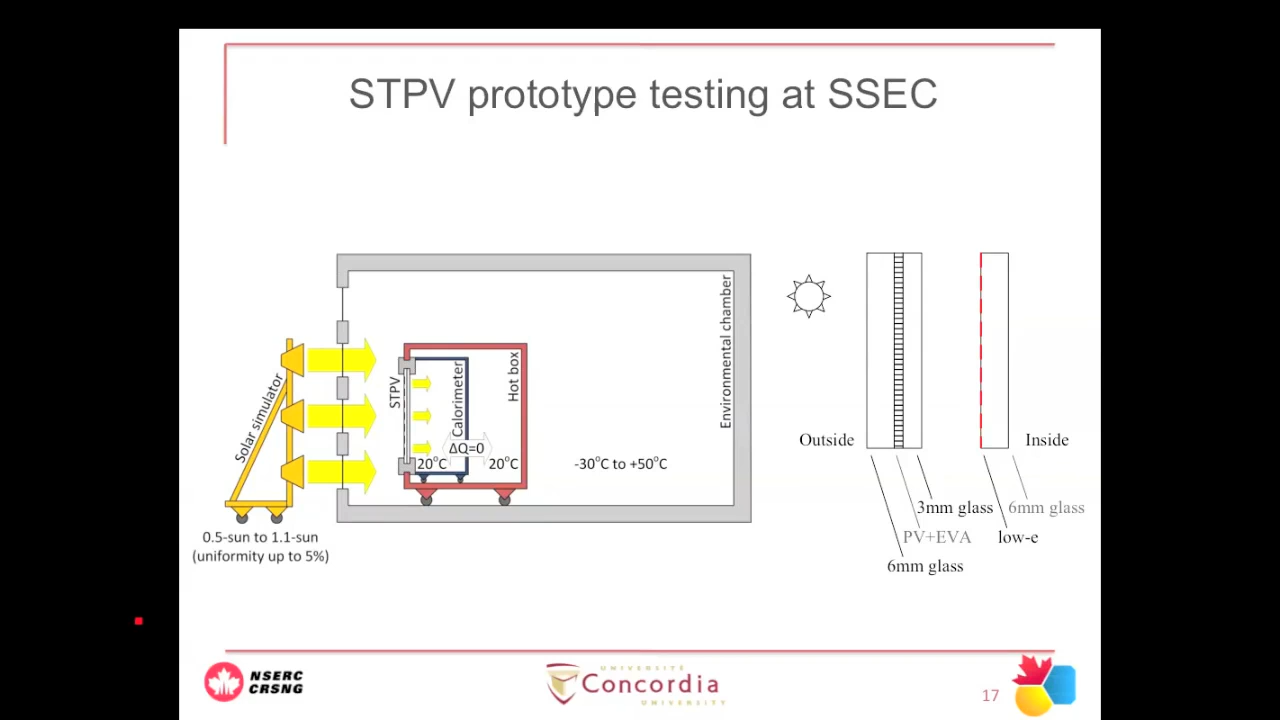 STPV prototype testing at SSEC
Solar simulator
STPV
Calorimeter
Hot box
Environmental chamber
ΔQ=0
20°C
20°C
-30°C to +50°C
0.5-sun to 1.1-sun
(uniformity up to 5%)
Outside
Inside
3mm glass
6mm glass
PV+EVA
low-e
6mm glass
NSERC
CRSNG
UNIVERSITÉ
Concordia
UNIVERSITY
17